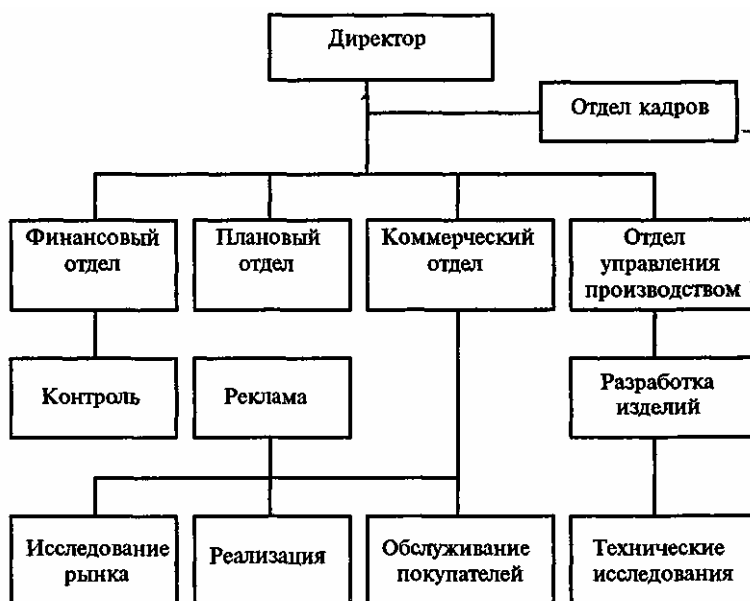 Директор
Отдел кадров
Финансовый
отдел
Плановый
отдел
Коммерческий
отдел
Отдел
управления
производством
Контроль
Реклама
Разработка
изделий
Исследование
рынка
Реализация
Обслуживание
покупателей
Технические
исследования